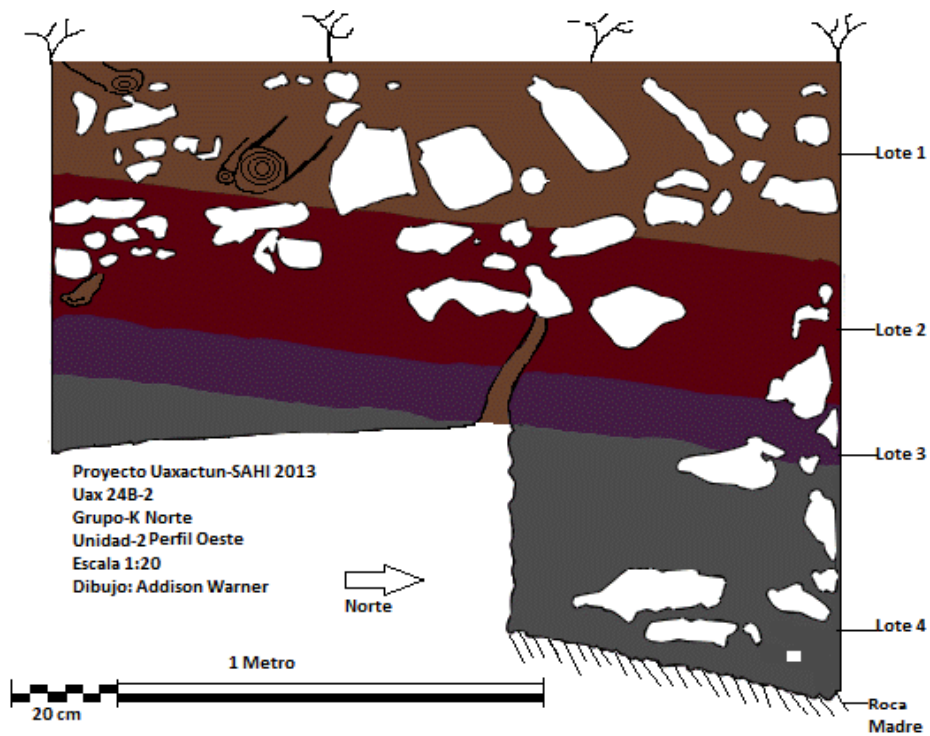 Lote 1
Lote 2
Lote 3
Proyecto Uaxactun-SAHI 2013
Uax 24B-2
Grupo-K Norte
Unidad-2 Perfil Oeste
Escala 1:20
Dibujo: Addison Warner
Norte
Lote 4
1 Metro
20 cm
Roca
Madre